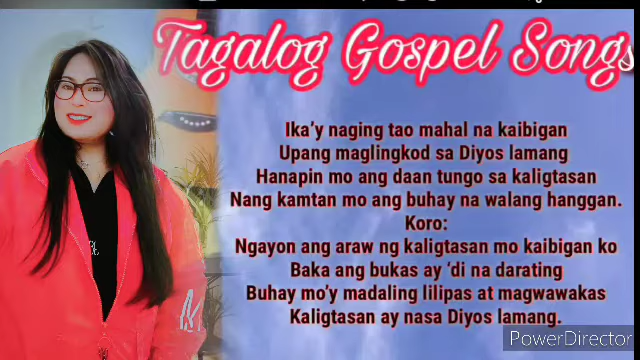 Tagalog Gospel Songs
Ika'y naging tao mahal na kaibigan
Upang maglingkod sa Diyos lamang
Hanapin mo ang daan tungo sa kaligtasan
Nang kamtan mo ang buhay na walang hanggan.
Koro:
Ngayon ang araw ng kaligtasan mo kaibigan ko
Baka ang bukas ay 'di na darating
Buhay mo'y madaling lilipas at magwawakas
Kaligtasan ay nasa Diyos lamang.
PowerDirector